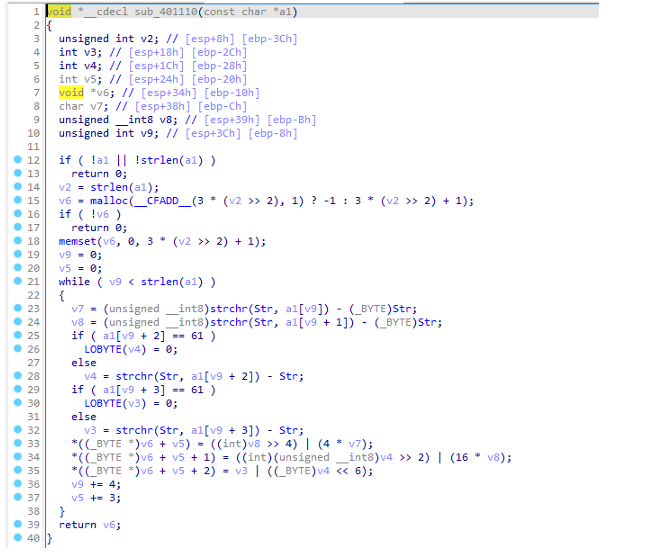 1 void *__cdecl sub_401110(const char *a1)
2 {
3 unsigned int v2; // [esp+8h] [ebp-3Ch]
4 int v3; // [esp+18h] [ebp-2Ch]
5 int v4; // [esp+1Ch] [ebp-28h]
6 int v5; // [esp+24h] [ebp-20h]
7 void *v6; // [esp+34h] [ebp-10h]
8 char v7; // [esp+38h] [ebp-Ch]
9 unsigned __int8 v8; // [esp+39h] [ebp-Bh]
10 unsigned int v9; // [esp+3Ch] [ebp-8h]
11
12 if ( !a1 || !strlen(a1) )
13 return 0;
14 v2 = strlen(a1);
15 v6 = malloc(__CFADD__(3 * (v2 >> 2), 1) ? -1 : 3 * (v2 >> 2) + 1);
16 if ( !v6 )
17 return 0;
18 memset(v6, 0, 3 * (v2 >> 2) + 1);
19 v9 = 0;
20 v5 = 0;
21 while ( v9 < strlen(a1) )
22 {
23 v7 = (unsigned __int8)strchr(Str, a1[v9]) - (_BYTE)Str;
24 v8 = (unsigned __int8)strchr(Str, a1[v9 + 1]) - (_BYTE)Str;
25 if ( a1[v9 + 2] == 61 )
26 LOBYTE(v4) = 0;
27 else
28 v4 = strchr(Str, a1[v9 + 2]) - Str;
29 if ( a1[v9 + 3] == 61 )
30 LOBYTE(v3) = 0;
31 else
32 v3 = strchr(Str, a1[v9 + 3]) - Str;
33 *((_BYTE *)v6 + v5) = ((int)v8 >> 4) | (4 * v7);
34 *((_BYTE *)v6 + v5 + 1) = ((int)(unsigned __int8)v4 >> 2) | (16 * v8);
35 *((_BYTE *)v6 + v5 + 2) = v3 | ((_BYTE)v4 << 6);
36 v9 += 4;
37 v5 += 3;
38 }
39 return v6;
40 }